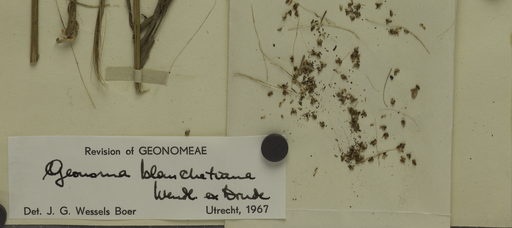 Revision of GEONOMEAE
Geonoma blanchetiana
Wendl ex Drude
Det. J. G. Wessels Boer Utrecht, 1967